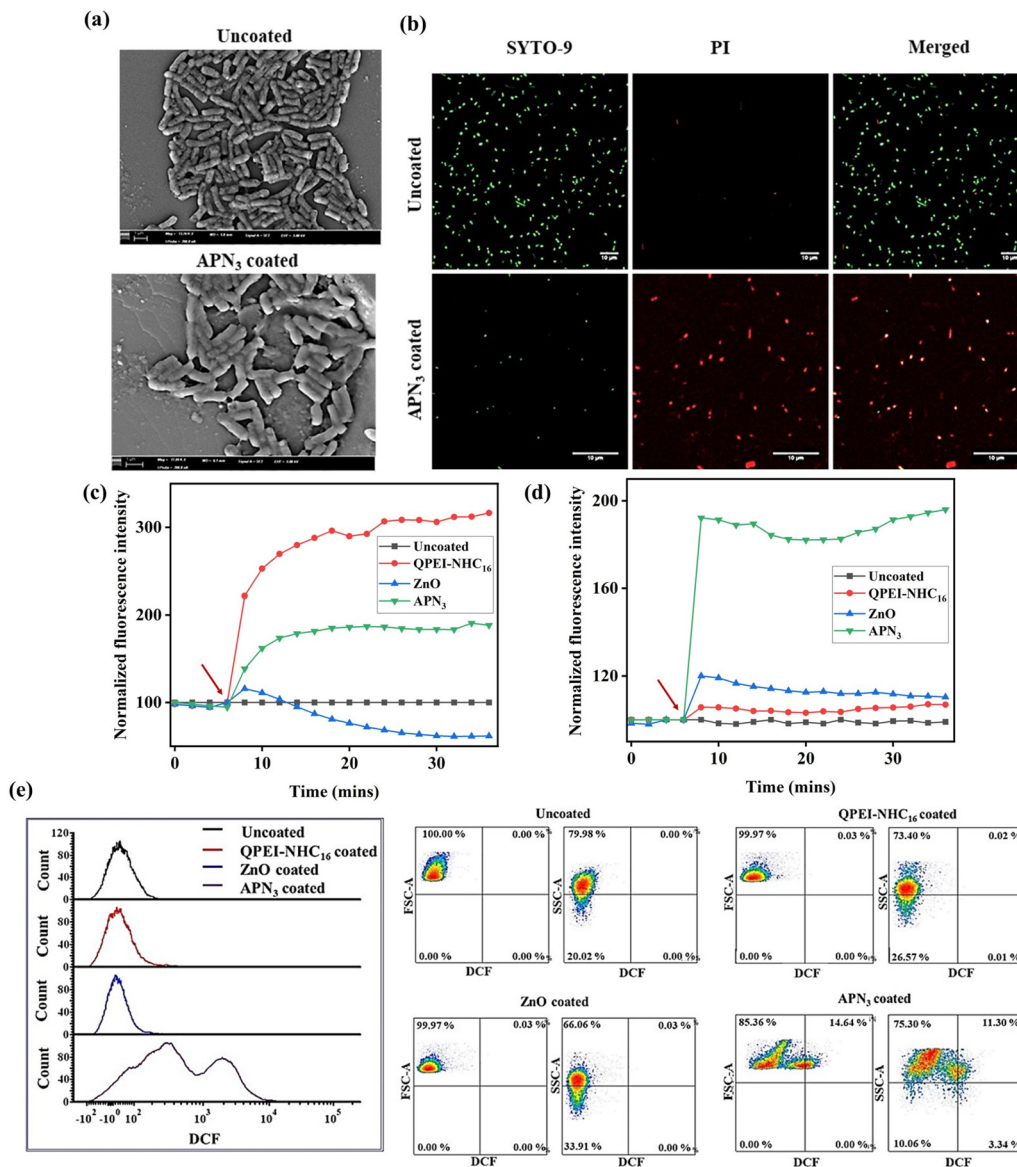 (a)
Uncoated
APN₃ coated
(b)
SYTO-9 PI Merged
Uncoated
10 µm 10 µm 10 µm
APN₃ coated
10 µm 10 µm 10 µm
(c)
Normalized fluorescence intensity
300
200
100
Uncoated
QPEI-NHC₁₆
ZnO
APN₃
0 10 20 30
Time (mins)
(d)
Normalized fluorescence intensity
200
160
120
Uncoated
QPEI-NHC₁₆
ZnO
APN₃
0 10 20 30
Time (mins)
(e)
Uncoated
QPEI-NHC₁₆ coated
ZnO coated
APN₃ coated
Count
120
80
40
0
Count
80
40
0
Count
80
40
0
Count
80
40
0
-10² -10⁰ 10² 10³ 10⁴ 10⁵
DCF
Uncoated
100.00 % 0.00 %
FSC-A
0.00 % 0.00 %
DCF
79.98 % 0.00 %
SSC-A
20.02 % 0.00 %
DCF
QPEI-NHC₁₆ coated
99.97 % 0.03 %
FSC-A
0.00 % 0.00 %
DCF
73.40 % 0.02 %
SSC-A
26.57 % 0.01 %
DCF
ZnO coated
99.97 % 0.03 %
FSC-A
0.00 % 0.00 %
DCF
66.06 % 0.03 %
SSC-A
33.91 % 0.00 %
DCF
APN₃ coated
85.36 % 14.64 %
FSC-A
0.00 % 0.00 %
DCF
75.30 % 11.30 %
SSC-A
10.06 % 3.34 %
DCF